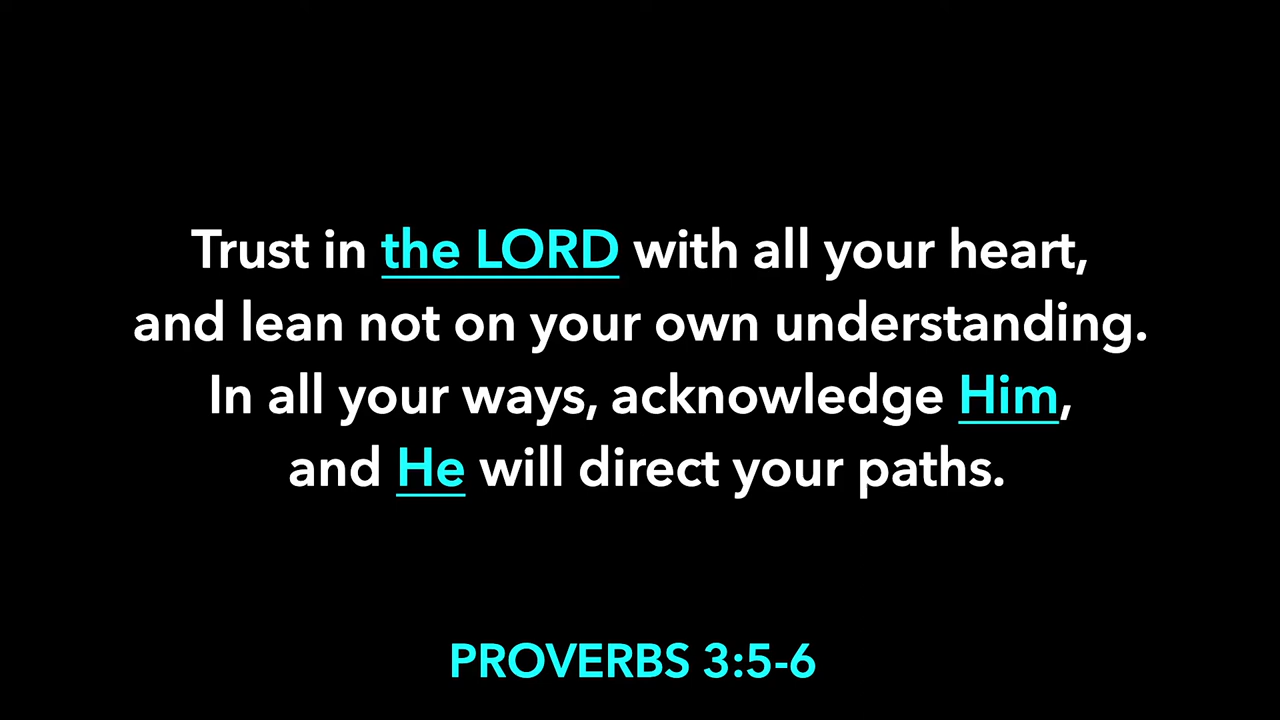 Trust in the LORD with all your heart,
and lean not on your own understanding.
In all your ways, acknowledge Him,
and He will direct your paths.
PROVERBS 3:5-6